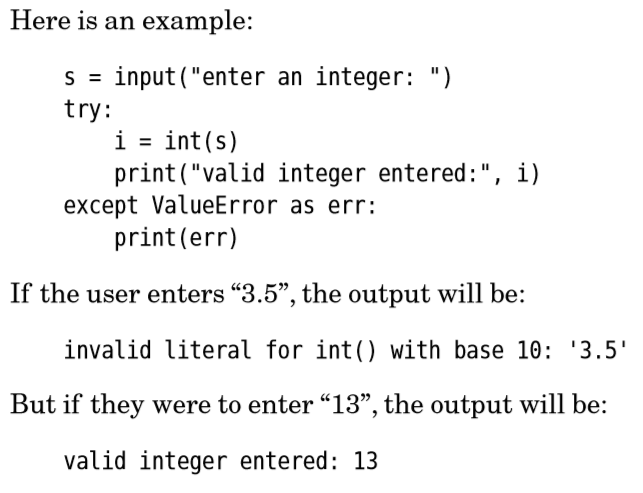 Here is an example:
s = input("enter an integer: ")
try:
    i = int(s)
    print("valid integer entered:", i)
except ValueError as err:
    print(err)
If the user enters “3.5”, the output will be:
invalid literal for int() with base 10: '3.5'
But if they were to enter “13”, the output will be:
valid integer entered: 13